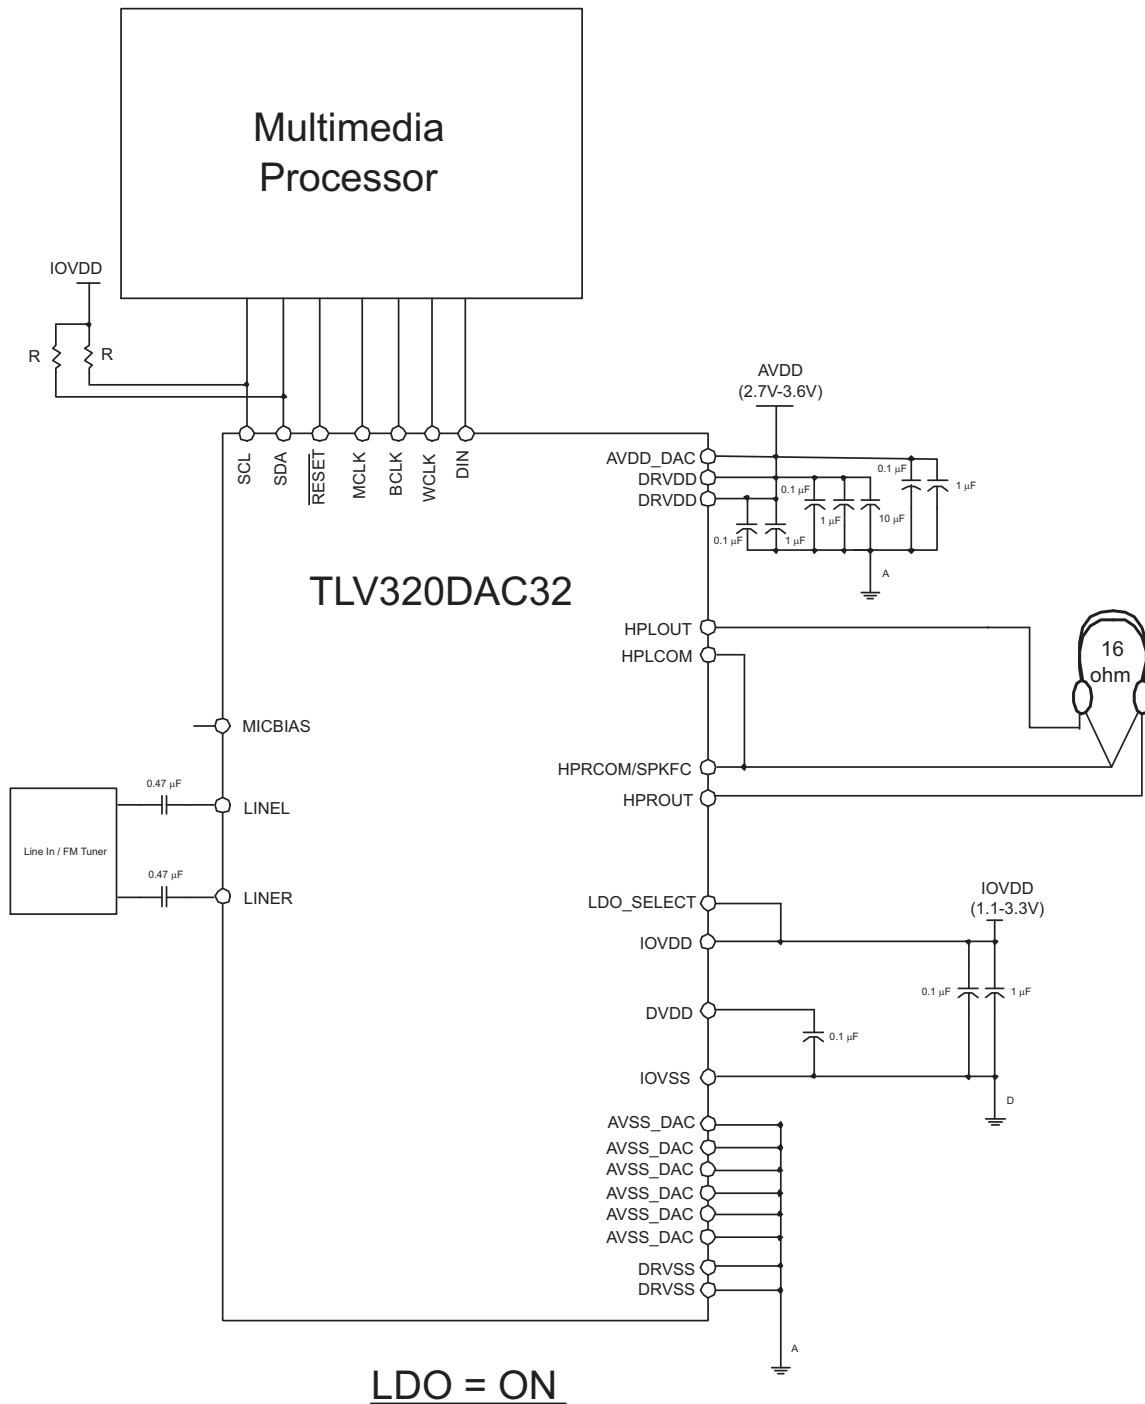 Multimedia
Processor
IOVDD
R
R
SCL
SDA
RESET
MCLK
BCLK
WCLK
DIN
AVDD
(2.7V-3.6V)
AVDD_DAC
DRVDD
DRVDD
0.1 µF
1 µF
0.1 µF
1 µF
10 µF
0.1 µF
1 µF
A
TLV320DAC32
HPLOUT
HPLCOM
16
ohm
MICBIAS
HPRCOM/SPKFC
HPROUT
0.47 µF
LINEL
Line In / FM Tuner
0.47 µF
LINER
LDO_SELECT
IOVDD
IOVDD
(1.1-3.3V)
0.1 µF
1 µF
DVDD
0.1 µF
IOVSS
D
AVSS_DAC
AVSS_DAC
AVSS_DAC
AVSS_DAC
AVSS_DAC
AVSS_DAC
DRVSS
DRVSS
A
LDO = ON